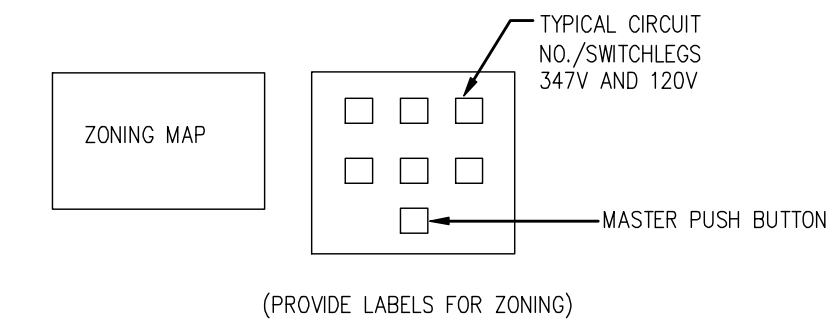 TYPICAL CIRCUIT
NO./SWITCHLEGS
347V AND 120V
ZONING MAP
MASTER PUSH BUTTON
(PROVIDE LABELS FOR ZONING)